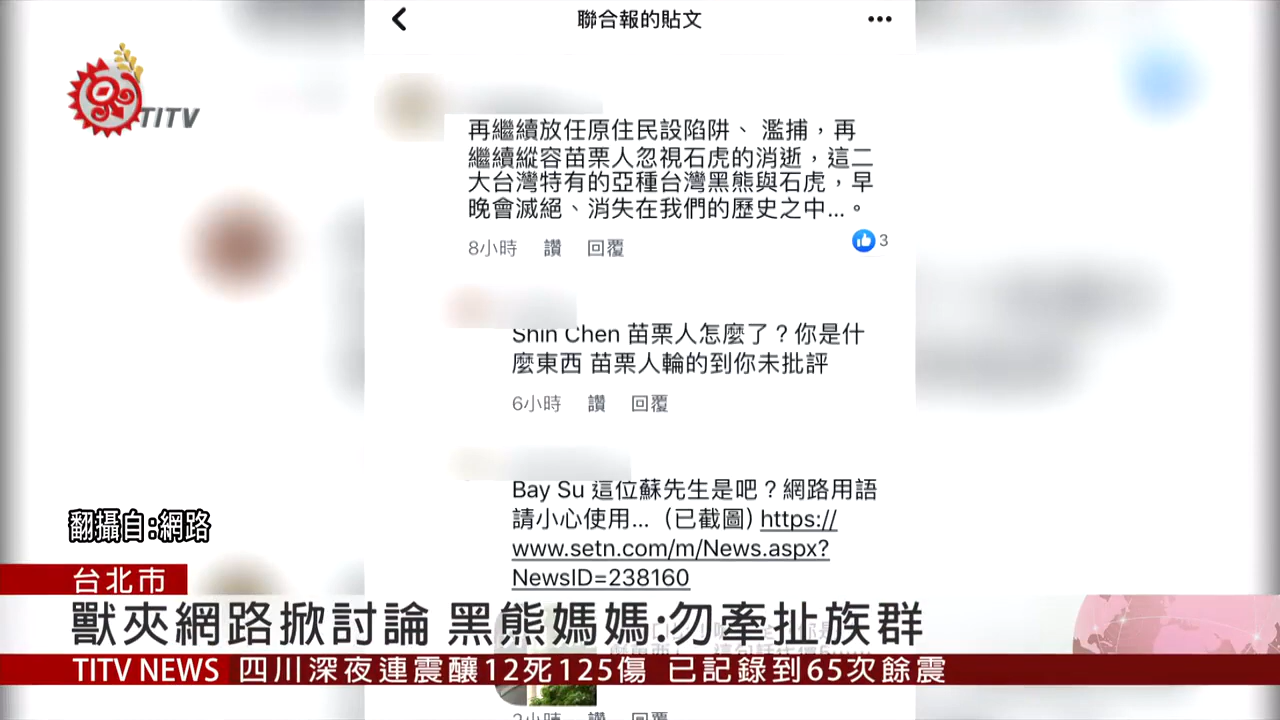 聯合報的貼文
TITV
再繼續放任原住民設陷阱、 濫捕，再
繼續縱容苗栗人忽視石虎的消逝，這二
大台灣特有的亞種台灣黑熊與石虎，早
晚會滅絕、消失在我們的歷史之中...。
8小時 讚 回覆
3
Shin Chen 苗栗人怎麼了？你是什
麼東西 苗栗人輪的到你未批評
6小時 讚 回覆
Bay Su 這位蘇先生是吧？網路用語
請小心使用...（已截圖) https://
www.setn.com/m/News.aspx?
NewsID=238160
翻攝自:網路
台北市
獸夾網路掀討論 黑熊媽媽:勿牽扯族群
TITV NEWS 四川深夜連震釀12死125傷 已記錄到65次餘震
2小時 讚 回覆